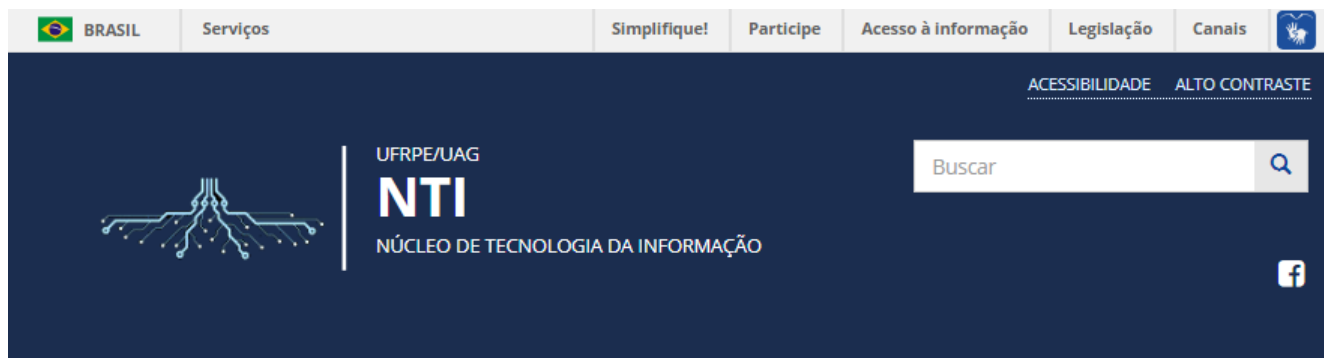 BRASIL Serviços Simplifique! Participe Acesso à informação Legislação Canais
ACESSIBILIDADE ALTO CONTRASTE
UFRPE/UAG
NTI
NÚCLEO DE TECNOLOGIA DA INFORMAÇÃO
Buscar